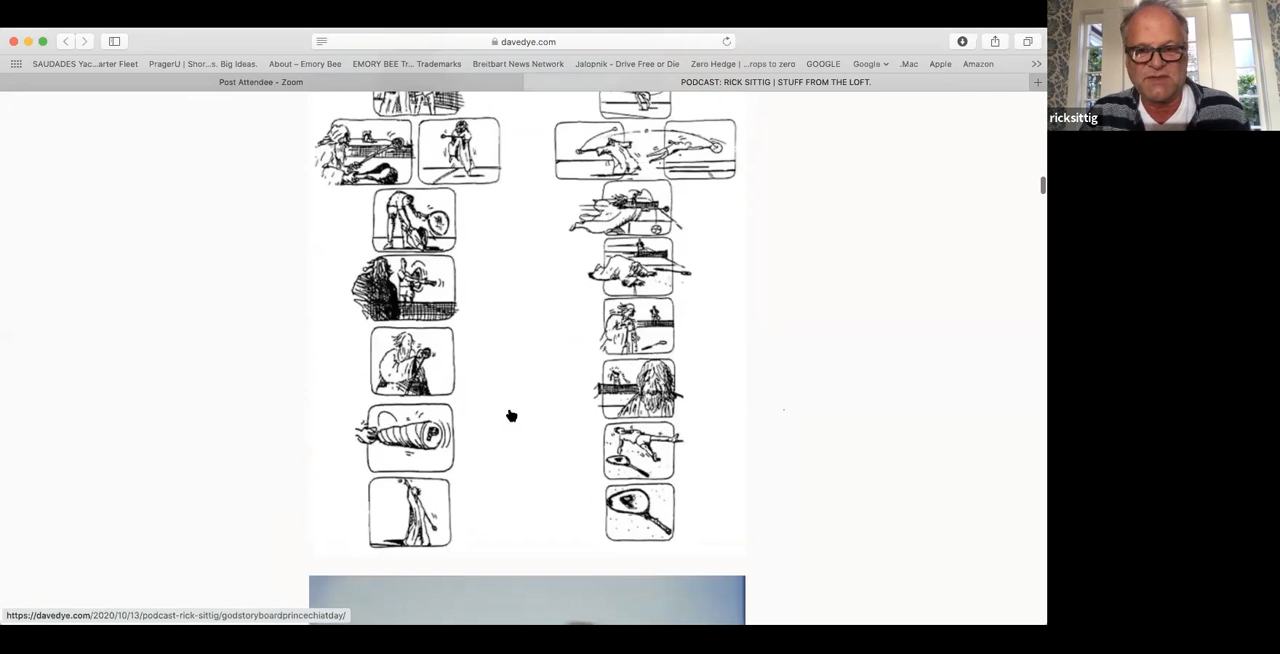 davedye.com
SAUDADES Yac...arter Fleet PragerU | Shor...s. Big Ideas. About – Emory Bee EMORY BEE Tr... Trademarks Breitbart News Network Jalopnik - Drive Free or Die Zero Hedge | ...rops to zero GOOGLE Google .Mac Apple Amazon >>
Post Attendee - Zoom PODCAST: RICK SITTIG | STUFF FROM THE LOFT. +
ricksittig
https://davedye.com/2020/10/13/podcast-rick-sittig/godstoryboardprincechiatday/